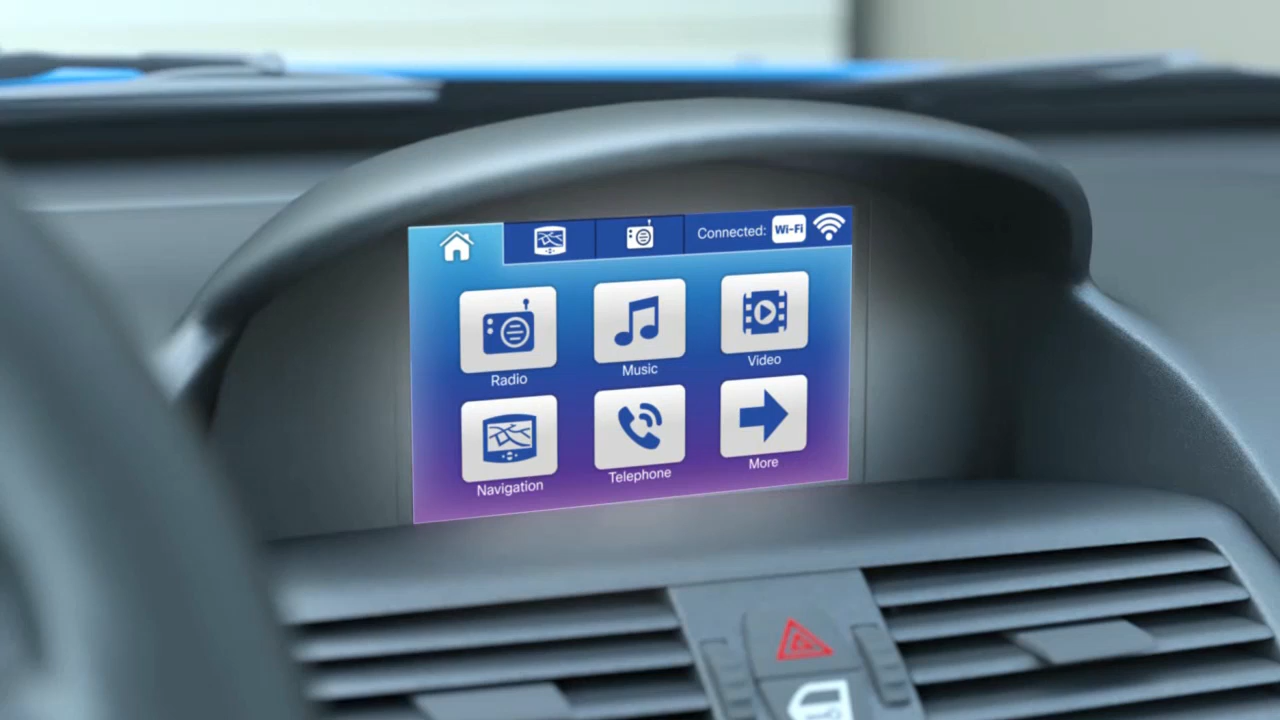 Connected: Wi-Fi
Radio
Music
Video
Navigation
Telephone
More